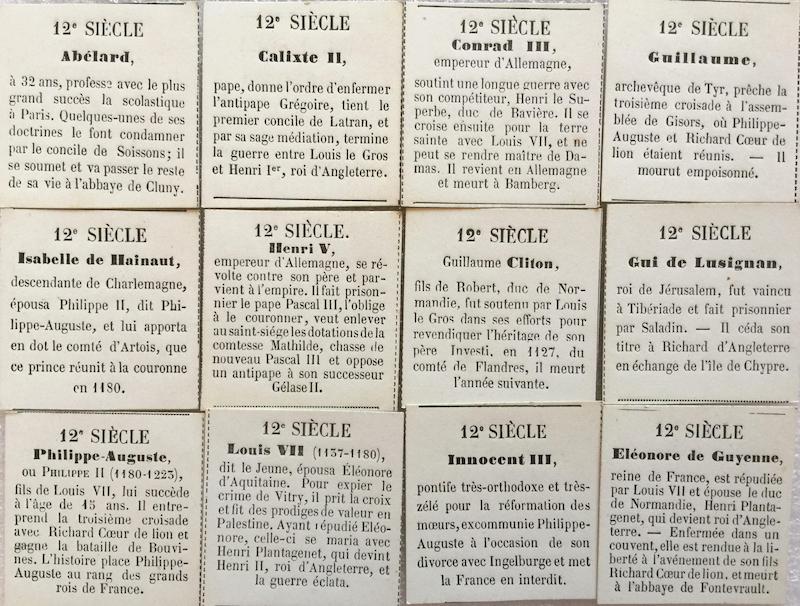 12e SIÈCLE
Abélard,
à 32 ans, professe avec le plus
grand succès la scolastique
à Paris. Quelques-unes de ses
doctrines le font condamner
par le concile de Soissons; il
se soumet et va passer le reste
de sa vie à l'abbaye de Cluny.
12e SIÈCLE
Calixte II,
pape, donne l'ordre d'enfermer
l'antipape Grégoire, tient le
premier concile de Latran, et
par sa sage médiation, termine
la guerre entre Louis le Gros
et Henri Ier, roi d'Angleterre.
12e SIÈCLE
Conrad III,
empereur d'Allemagne,
soutint une longue guerre avec
son compétiteur, Henri le Su-
perbe, duc de Bavière. Il se
croise ensuite pour la terre
sainte avec Louis VII, et ne
peut se rendre maître de Da-
mas. Il revient en Allemagne
et meurt à Bamberg.
12e SIÈCLE
Guillaume,
archevêque de Tyr, prêche la
troisième croisade à l'assem-
blée de Gisors, où Philippe-
Auguste et Richard Cœur de
lion étaient réunis. — Il
mourut empoisonné.
12e SIÈCLE
Isabelle de Hainaut,
descendante de Charlemagne,
épousa Philippe II, dit Phi-
lippe-Auguste, et lui apporta
en dot le comté d'Artois, que
ce prince réunit à la couronne
en 1180.
12e SIÈCLE.
Henri V,
empereur d'Allemagne, se ré-
volte contre son père et par-
vient à l'empire. Il fait prison-
nier le pape Pascal III, l'oblige
à le couronner, veut enlever
au saint-siége les dotations de la
comtesse Mathilde, chasse de
nouveau Pascal III et oppose
un antipape à son successeur
Gélase II.
12e SIÈCLE
Guillaume Cliton,
fils de Robert, duc de Nor-
mandie, fut soutenu par Louis
le Gros dans ses efforts pour
revendiquer l'héritage de son
père Investi, en 1127, du
comté de Flandres, il meurt
l'année suivante.
12e SIÈCLE
Gui de Lusignan,
roi de Jérusalem, fut vaincu
à Tibériade et fait prisonnier
par Saladin. — Il céda son
titre à Richard d'Angleterre
en échange de l'île de Chypre.
12e SIÈCLE
Philippe-Auguste,
ou PHILIPPE II (1180-1223),
fils de Louis VII, lui succède
à l'âge de 15 ans. Il entre-
prend la troisième croisade
avec Richard Cœur de lion et
gagne la bataille de Bouvi-
nes. L'histoire place Philippe-
Auguste au rang des grands
rois de France.
12e SIÈCLE
Louis VII (1137-1180),
dit le Jeune, épousa Éléonore
d'Aquitaine. Pour expier le
crime de Vitry, il prit la croix
et fit des prodiges de valeur en
Palestine. Ayant répudié Éléo-
nore, celle-ci se maria avec
Henri Plantagenet, qui devint
Henri II, roi d'Angleterre, et
la guerre éclata.
12e SIÈCLE
Innocent III,
pontife très-orthodoxe et très-
zélé pour la réformation des
mœurs, excommunie Philippe-
Auguste à l'occasion de son
divorce avec Ingelburge et met
la France en interdit.
12e SIÈCLE
Eléonore de Guyenne,
reine de France, est répudiée
par Louis VII et épouse le duc
de Normandie, Henri Planta-
genet, qui devient roi d'Angle-
terre. — Enfermée dans un
couvent, elle est rendue à la li-
berté à l'avénement de son fils
Richard Cœur de lion, et meurt
à l'abbaye de Fontevrault.